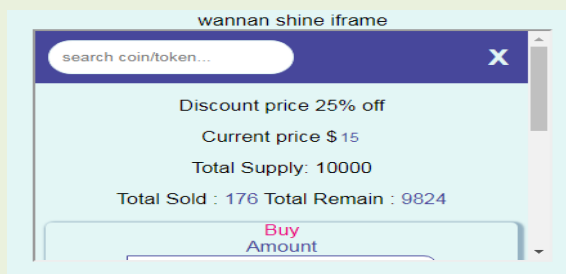 wannan shine iframe
search coin/token...
X
Discount price 25% off
Current price $ 15
Total Supply: 10000
Total Sold : 176 Total Remain : 9824
Buy
Amount